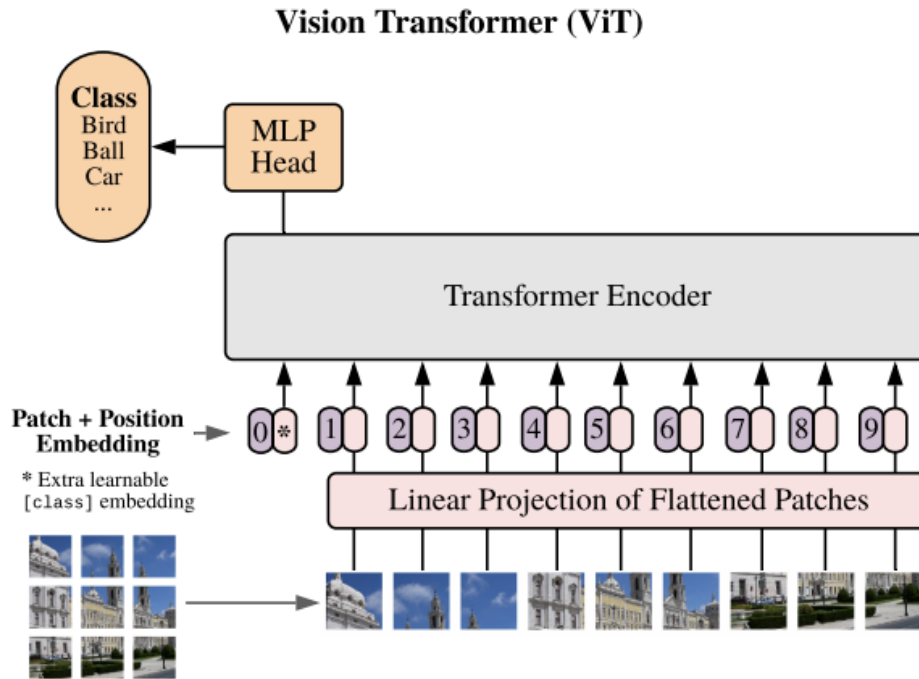 Vision Transformer (ViT)
Class
Bird
Ball
Car
...
MLP
Head
Transformer Encoder
Patch + Position
Embedding
0 * 1 2 3 4 5 6 7 8 9
* Extra learnable
[class] embedding
Linear Projection of Flattened Patches